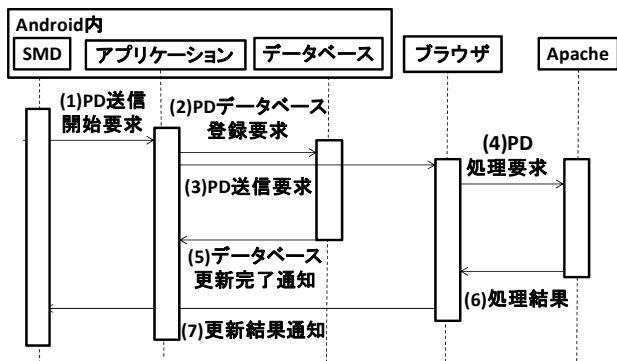 Android内
SMD
アプリケーション
データベース
ブラウザ
Apache
(1)PD送信
開始要求
(2)PDデータベース
登録要求
(3)PD送信要求
(4)PD
処理要求
(5)データベース
更新完了通知
(6)処理結果
(7)更新結果通知